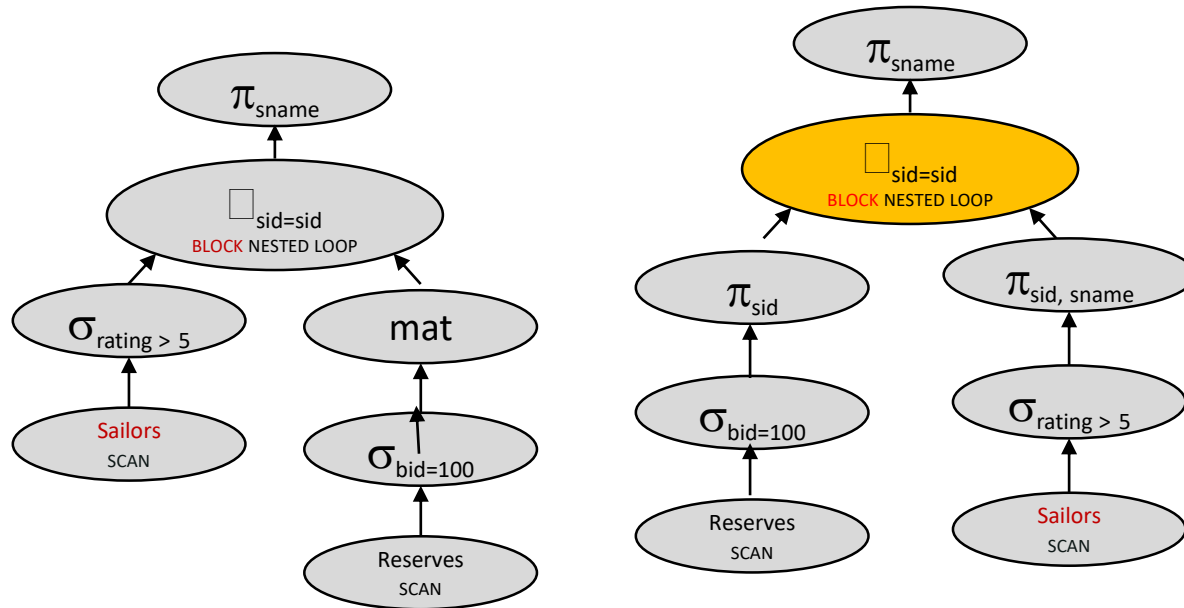 πsname
⎕sid=sid
BLOCK NESTED LOOP
σrating > 5
mat
Sailors
SCAN
σbid=100
Reserves
SCAN
πsname
⎕sid=sid
BLOCK NESTED LOOP
πsid
πsid, sname
σbid=100
σrating > 5
Reserves
SCAN
Sailors
SCAN